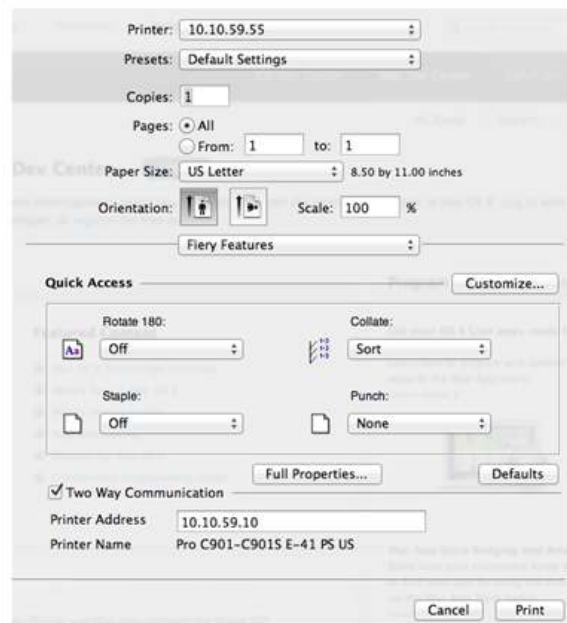 Printer: 10.10.59.55
Presets: Default Settings
Copies: 1
Pages: All
From: 1 to: 1
Paper Size: US Letter 8.50 by 11.00 inches
Orientation: Scale: 100 %
Fiery Features
Quick Access Customize...
Rotate 180: Collate:
Aa Off Sort
Staple: Punch:
Off None
Full Properties... Defaults
Two Way Communication
Printer Address 10.10.59.10
Printer Name Pro C901-C901S E-41 PS US
Cancel Print
Dev Center
Featured Content